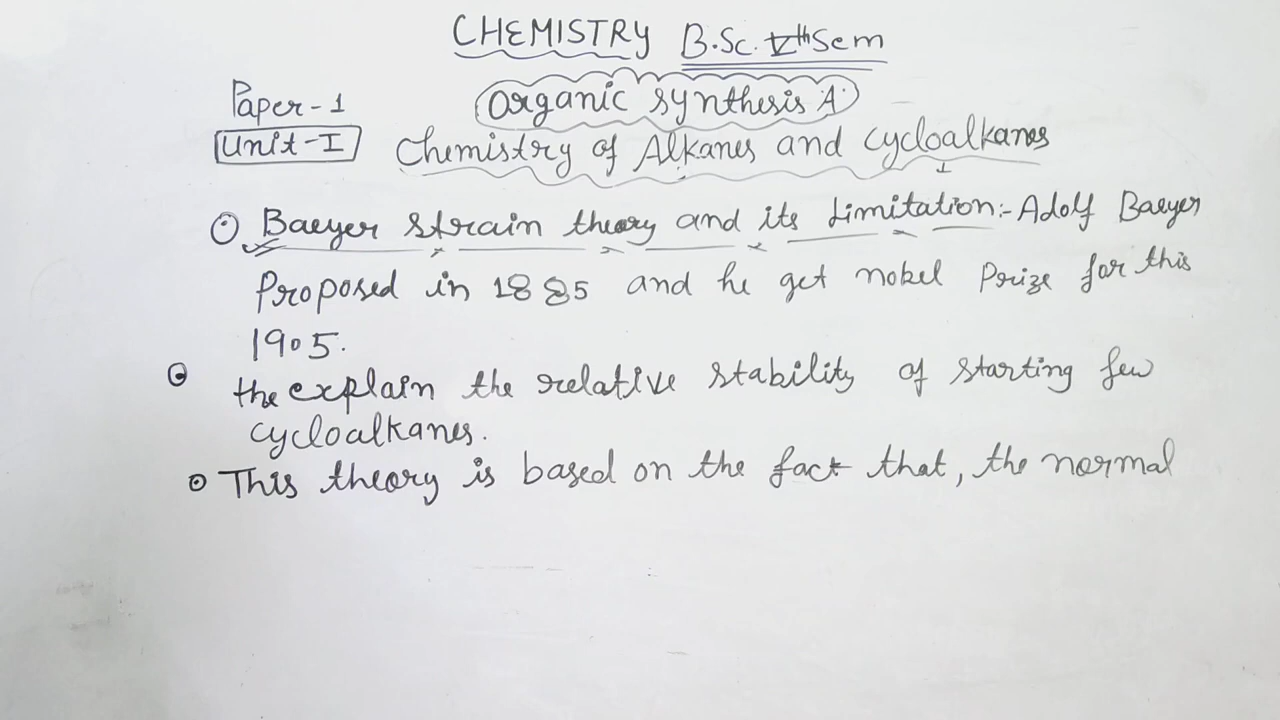 CHEMISTRY B.Sc. Vth Sem
Paper-1 Organic synthesis A
Unit-I Chemistry of Alkanes and cycloalkanes
Baeyer strain theory and its Limitation:- Adolf Baeyer
Proposed in 1885 and he get nobel Prize for this
1905.
the explain the relative stability of starting few
cycloalkanes.
This theory is based on the fact that, the normal